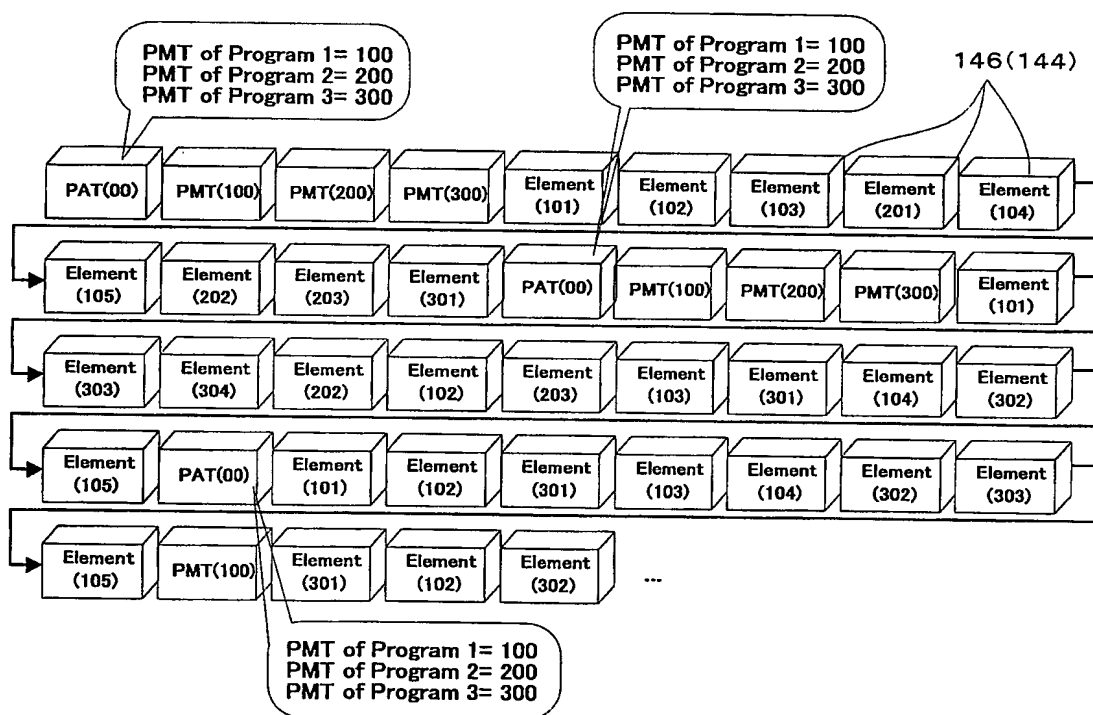 PMT of Program 1= 100
PMT of Program 2= 200
PMT of Program 3= 300
PMT of Program 1= 100
PMT of Program 2= 200
PMT of Program 3= 300
146(144)
PAT(00) PMT(100) PMT(200) PMT(300) Element (101) Element (102) Element (103) Element (201) Element (104)
Element (105) Element (202) Element (203) Element (301) PAT(00) PMT(100) PMT(200) PMT(300) Element (101)
Element (303) Element (304) Element (202) Element (102) Element (203) Element (103) Element (301) Element (104) Element (302)
Element (105) PAT(00) Element (101) Element (102) Element (301) Element (103) Element (104) Element (302) Element (303)
Element (105) PMT(100) Element (301) Element (102) Element (302) ...
PMT of Program 1= 100
PMT of Program 2= 200
PMT of Program 3= 300